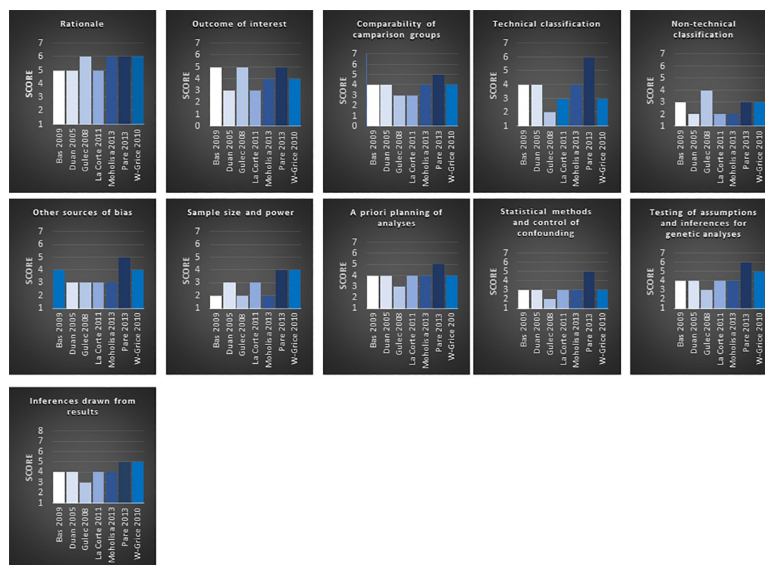 Rationale
SCORE
7
6
5
4
3
2
1
Bas 2009
Duan 2005
Gulec 2008
La Corte 2011
Moholisa 2013
Pare 2013
W-Grice 2010
Outcome of interest
SCORE
7
6
5
4
3
2
1
0
Bas 2009
Duan 2005
Gulec 2008
La Corte 2011
Moholisa 2013
Pare 2013
W-Grice 2010
Comparability of
camparison groups
SCORE
7
6
5
4
3
2
1
Bas 2009
Duan 2005
Gulec 2008
La Corte 2011
Moholisa 2013
Pare 2013
W-Grice 2010
Technical classification
SCORE
7
6
5
4
3
2
1
Bas 2009
Duan 2005
Gulec 2008
La Corte 2011
Moholisa 2013
Pare 2013
W-Grice 2010
Non-technical
classification
SCORE
7
6
5
4
3
2
1
Bas 2009
Duan 2005
Gulec 2008
La Corte 2011
Moholisa 2013
Pare 2013
W-Grice 2010
Other sources of bias
SCORE
7
6
5
4
3
2
1
Bas 2009
Duan 2005
Gulec 2008
La Corte 2011
Moholisa 2013
Pare 2013
W-Grice 2010
Sample size and power
SCORE
7
6
5
4
3
2
1
Bas 2009
Duan 2005
Gulec 2008
La Corte 2011
Moholisa 2013
Pare 2013
W-Grice 2010
A priori planning of
analyses
SCORE
7
6
5
4
3
2
1
Bas 2009
Duan 2005
Gulec 2008
La Corte 2011
Moholisa 2013
Pare 2013
W-Grice 200
Statistical methods
and control of
confounding
SCORE
7
6
5
4
3
2
1
Bas 2009
Duan 2005
Gulec 2008
La Corte 2011
Moholisa 2013
Pare 2013
W-Grice 2010
Testing of assumptions
and inferences for
genetic analyses
SCORE
7
6
5
4
3
2
1
Bas 2009
Duan 2005
Gulec 2008
La Corte 2011
Moholisa 2013
Pare 2013
W-Grice 2010
Inferences drawn from
results
SCORE
8
7
6
5
4
3
2
1
Bas 2009
Duan 2005
Gulec 2008
La Corte 2011
Moholisa 2013
Pare 2013
W-Grice 2010